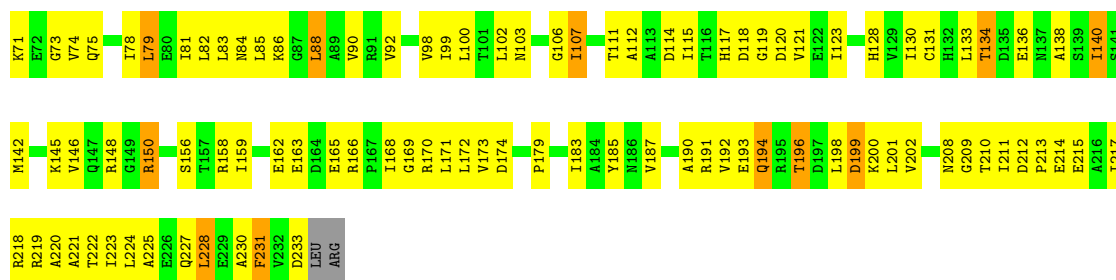 K71 E72 G73 V74 Q75 I78 L79 E80 I81 L82 L83 N84 L85 K86 G87 L88 A89 V90 R91 V92 V98 I99 L100 T101 L102 N103 G106 I107 T111 A112 A113 D114 I115 T116 H117 D118 G119 D120 V121 E122 I123 H128 V129 I130 C131 H132 L133 T134 D135 E136 N137 A138 S139 I140 S141
M142 K145 V146 Q147 R148 G149 R150 S156 T157 R158 I159 E162 E163 D164 E165 R166 P167 I168 G169 R170 L171 L172 V173 D174 P179 I183 A184 Y185 N186 V187 A190 R191 V192 E193 Q194 R195 T196 D197 L198 D199 K200 L201 V202 N208 G209 T210 I211 D212 P213 E214 E215 A216 I217
R218 R219 A220 A221 T222 I223 L224 A225 E226 Q227 L228 E229 A230 F231 V232 D233 LEU ARG